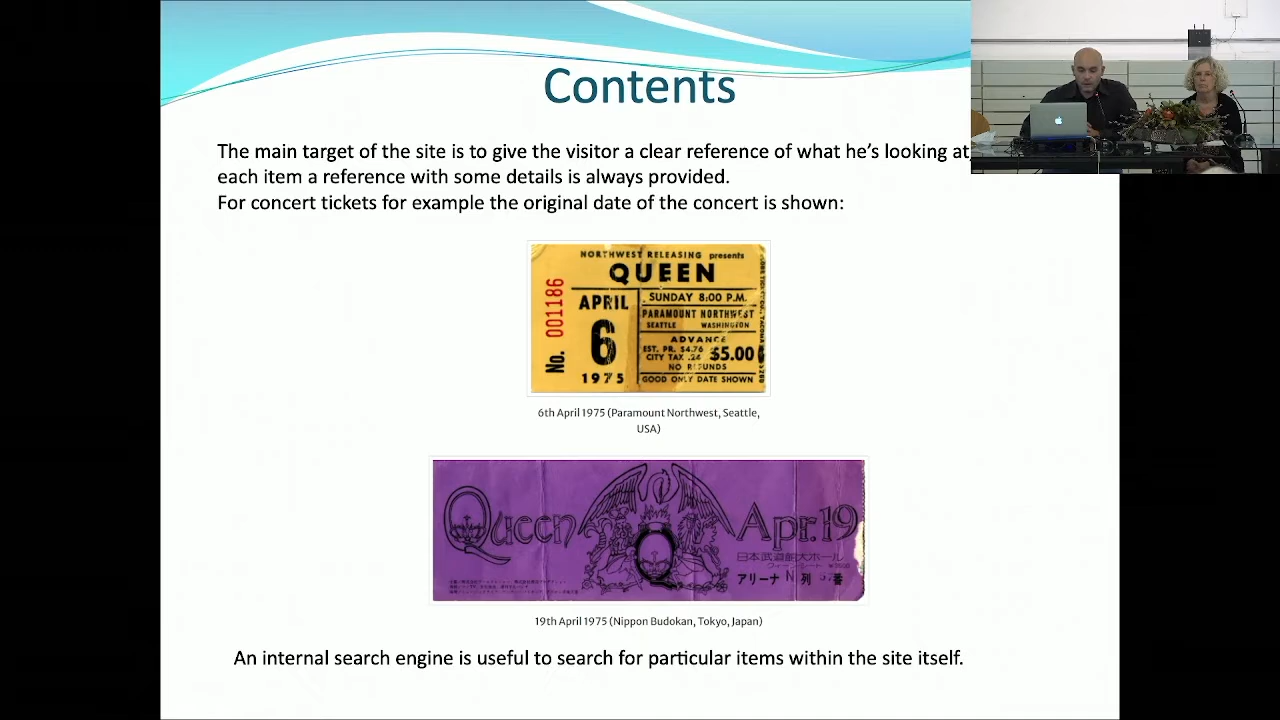 Contents
The main target of the site is to give the visitor a clear reference of what he's looking at,
each item a reference with some details is always provided.
For concert tickets for example the original date of the concert is shown:
NORTHWEST RELEASING presents
QUEEN
No. 001186
APRIL
6
1975
SUNDAY 8:00 P.M.
PARAMOUNT NORTHWEST
SEATTLE WASHINGTON
ADVANCE
EST. PR. $4.76
CITY TAX .24
$5.00
NO REFUNDS
GOOD ONLY DATE SHOWN
6th April 1975 (Paramount Northwest, Seattle,
USA)
Queen
Q
Apr.19
日本武道館大ホール
アリーナ N 列 番
19th April 1975 (Nippon Budokan, Tokyo, Japan)
An internal search engine is useful to search for particular items within the site itself.